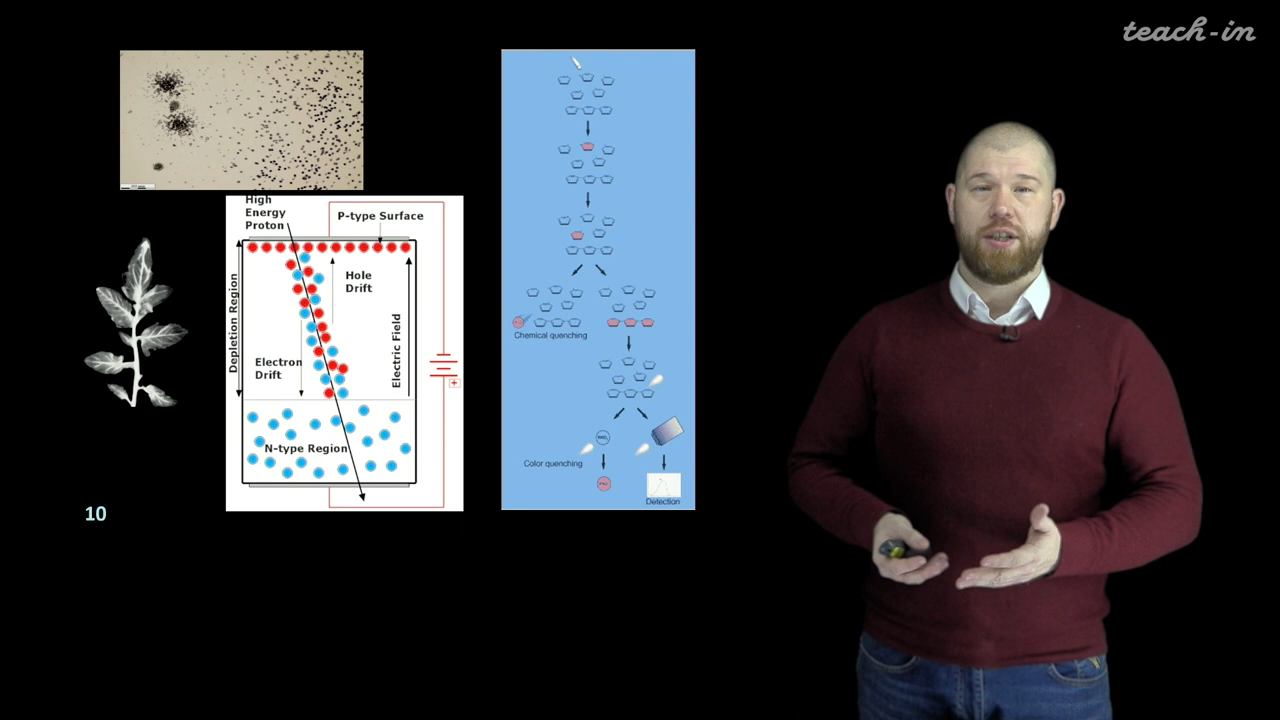 teach-in
High
Energy
Proton
P-type Surface
Hole
Drift
Depletion Region
Electric Field
Electron
Drift
+
N-type Region
Chemical quenching
Color quenching
Detection
10